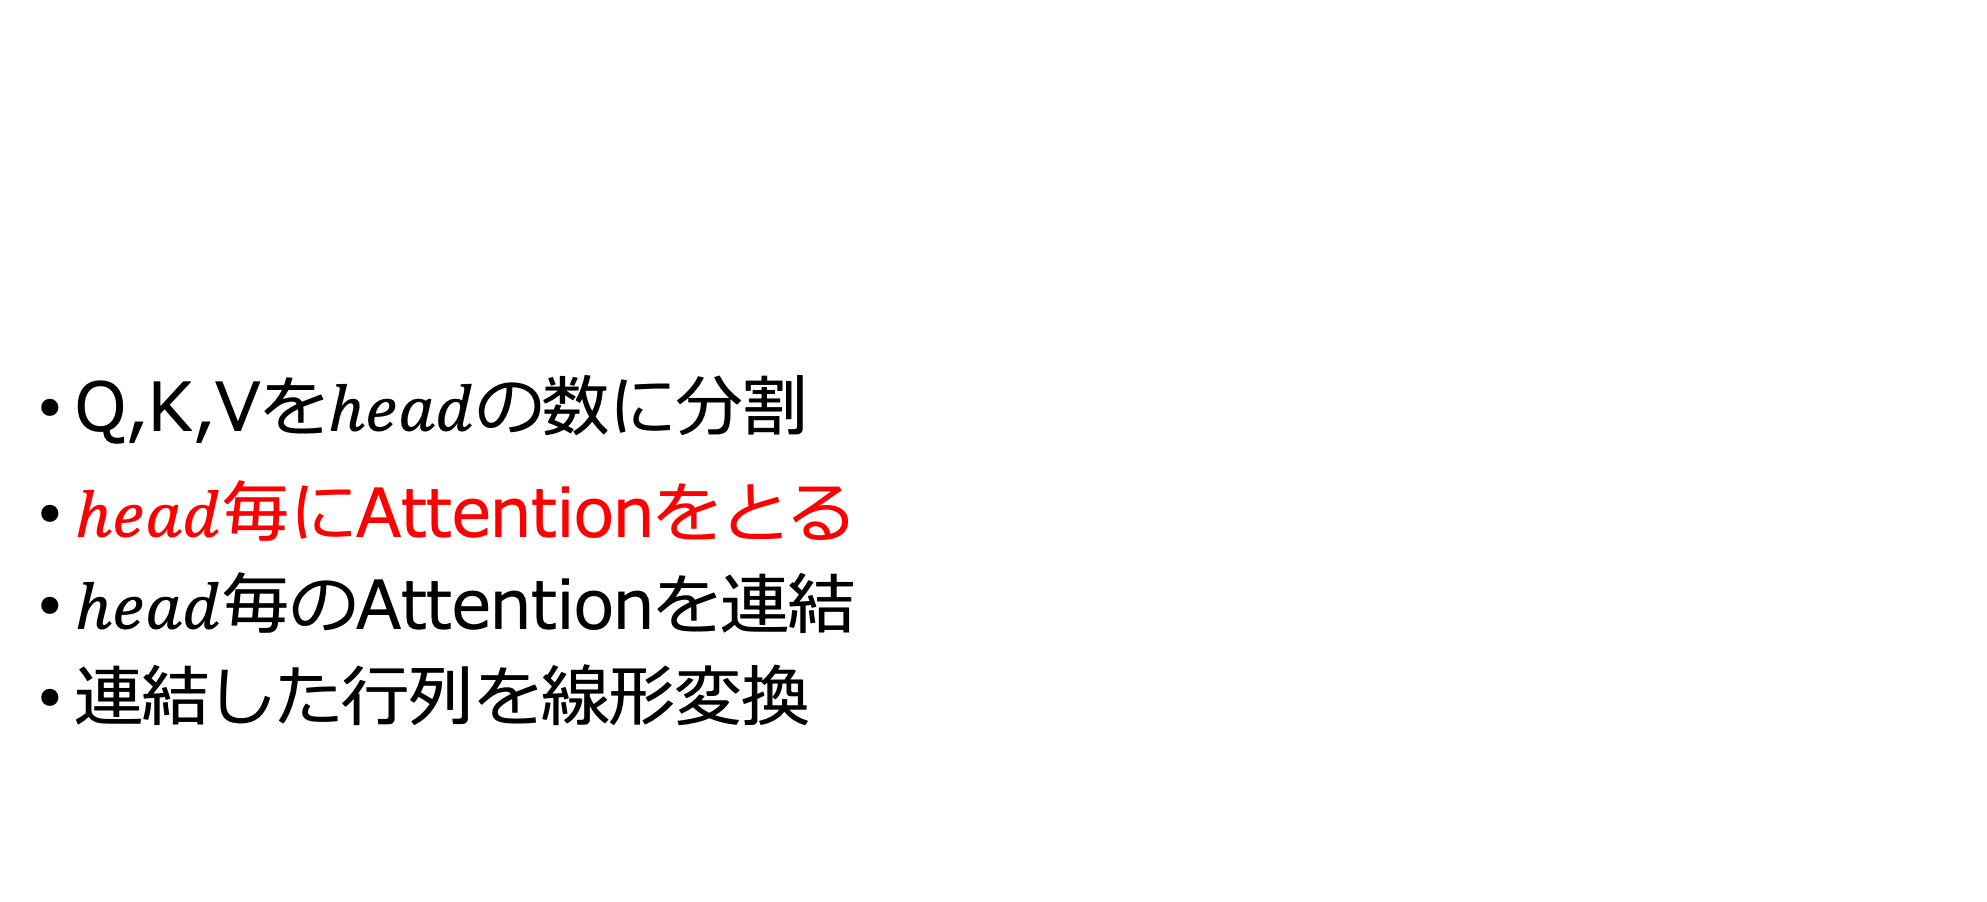 • Q,K,Vをheadの数に分割
• head毎にAttentionをとる
• head毎のAttentionを連結
• 連結した行列を線形変換